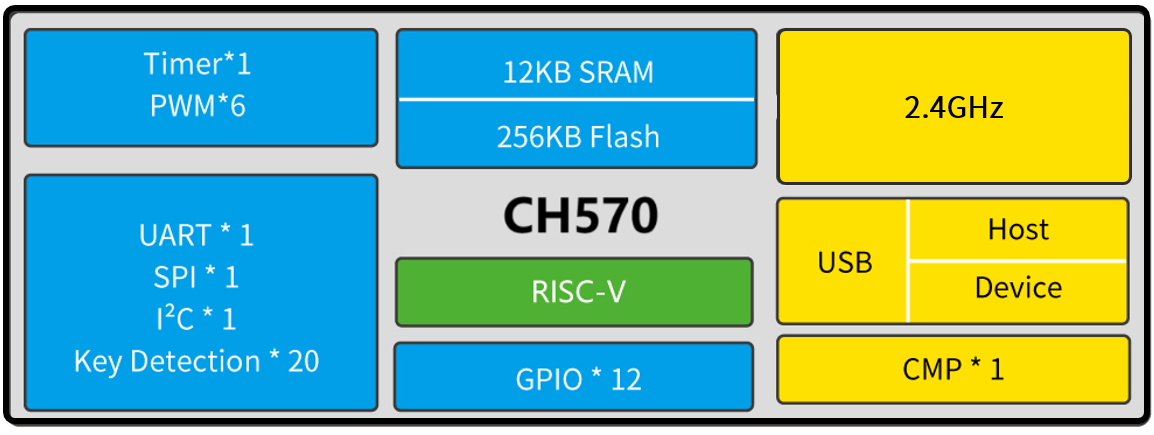 Timer*1
PWM*6
12KB SRAM
256KB Flash
2.4GHz
UART * 1
SPI * 1
I²C * 1
Key Detection * 20
CH570
RISC-V
GPIO * 12
USB
Host
Device
CMP * 1